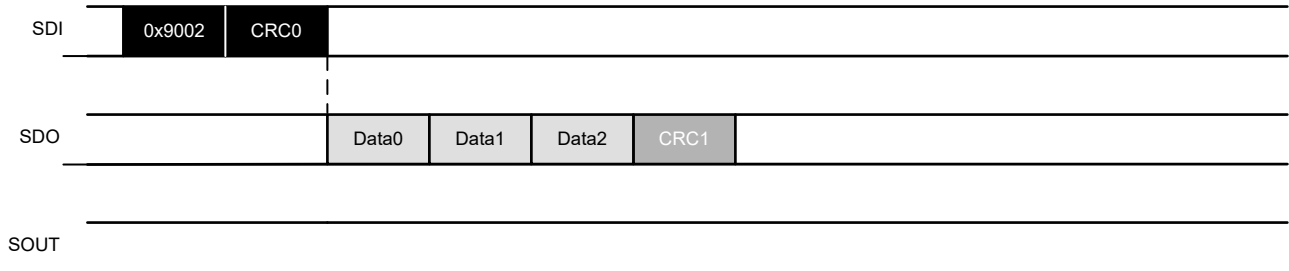 SDI 0x9002 CRC0
SDO Data0 Data1 Data2 CRC1
SOUT